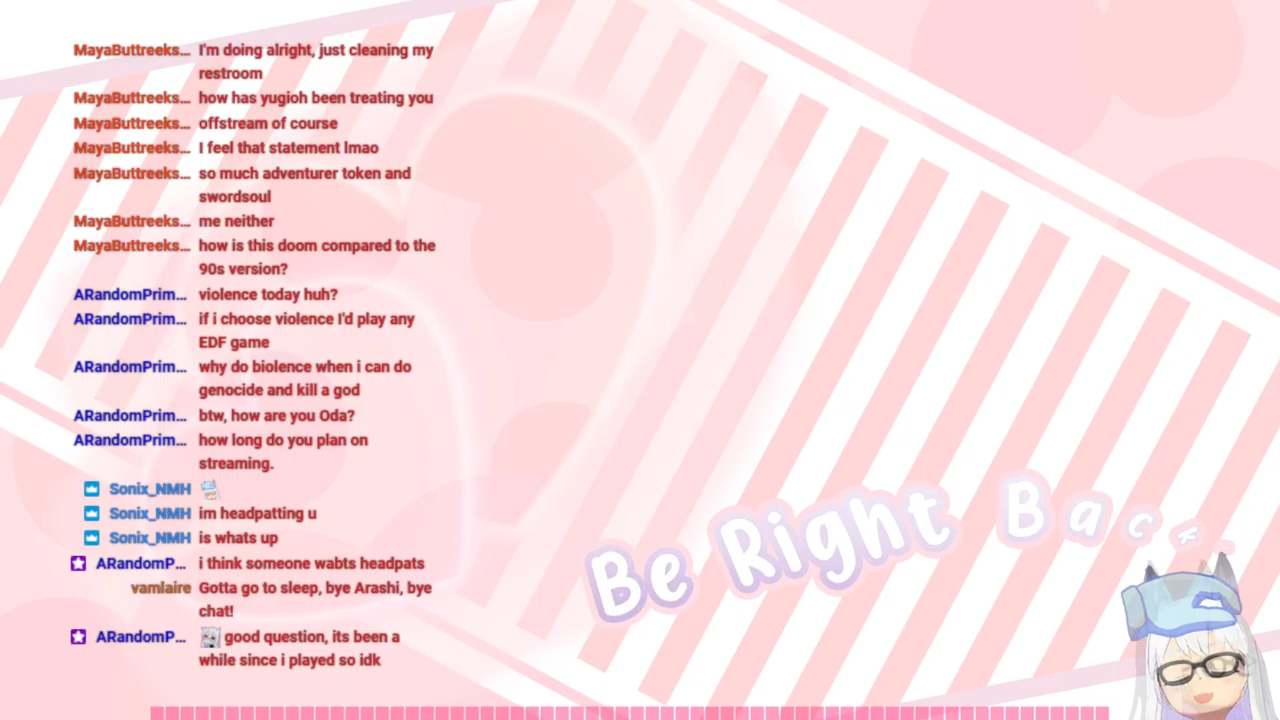 MayaButtreeks... I'm doing alright, just cleaning my
restroom
MayaButtreeks... how has yugioh been treating you
MayaButtreeks... offstream of course
MayaButtreeks... I feel that statement lmao
MayaButtreeks... so much adventurer token and
swordsoul
MayaButtreeks... me neither
MayaButtreeks... how is this doom compared to the
90s version?
ARandomPrim... violence today huh?
ARandomPrim... if i choose violence I'd play any
EDF game
ARandomPrim... why do biolence when i can do
genocide and kill a god
ARandomPrim... btw, how are you Oda?
ARandomPrim... how long do you plan on
streaming.
Sonix_NMH
Sonix_NMH im headpatting u
Sonix_NMH is whats up
ARandomP... i think someone wabts headpats
vamlaire Gotta go to sleep, bye Arashi, bye
chat!
ARandomP... good question, its been a
while since i played so idk
Be Right Back